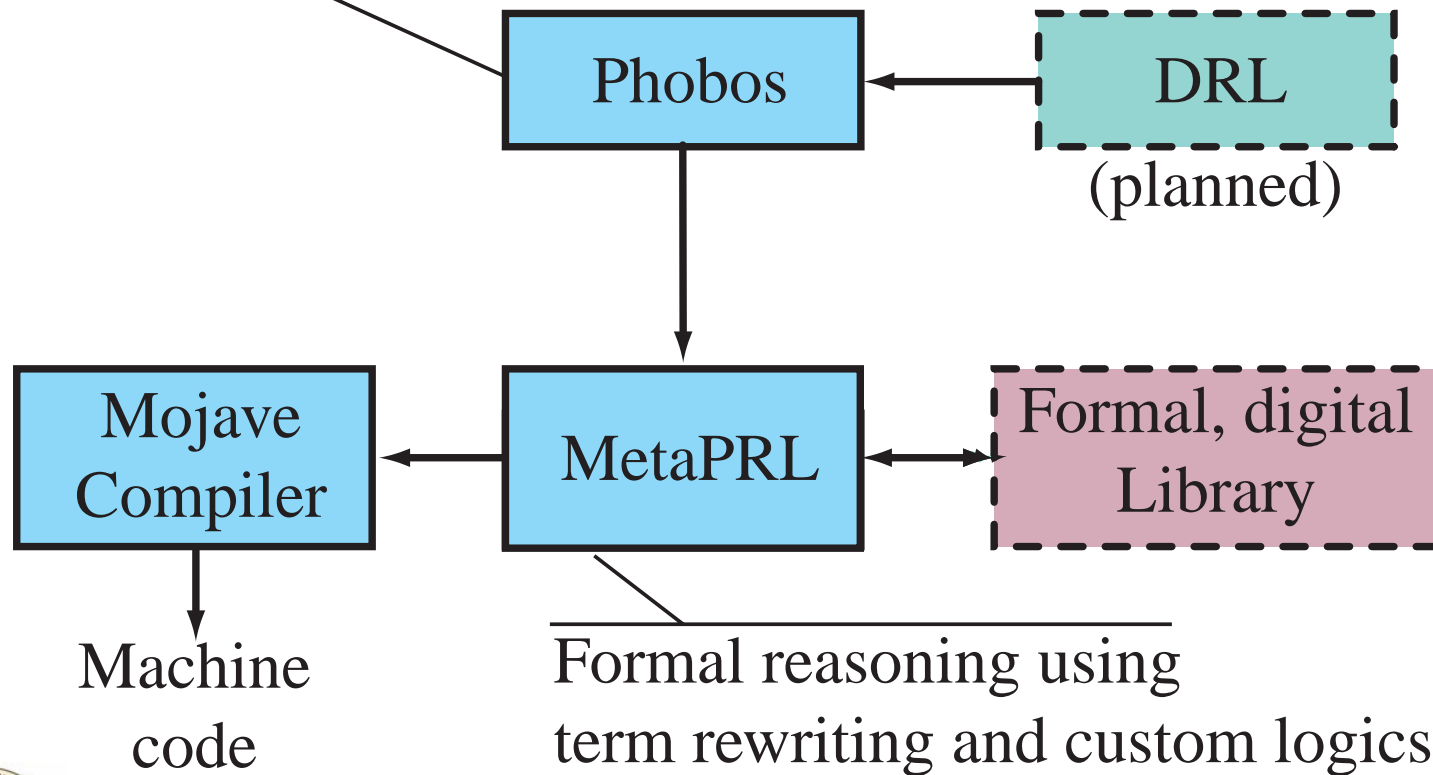 Phobos
DRL
(planned)
Mojave
Compiler
MetaPRL
Formal, digital
Library
Machine
code
Formal reasoning using
term rewriting and custom logics